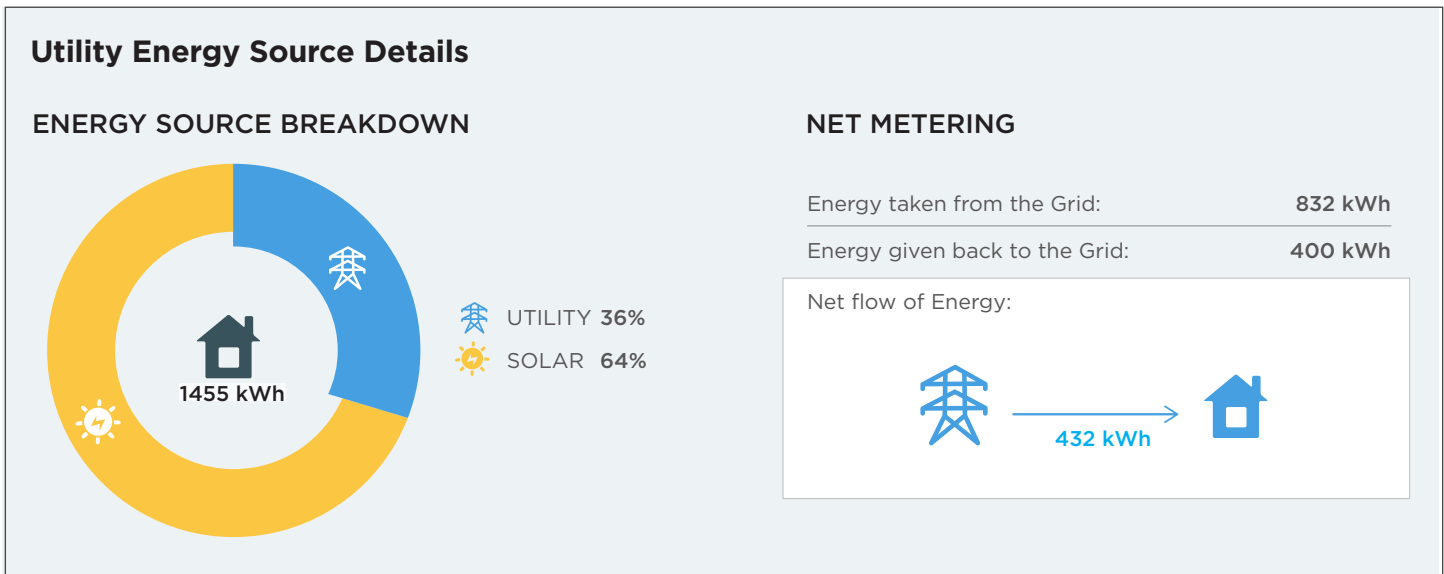 Utility Energy Source Details
ENERGY SOURCE BREAKDOWN
1455 kWh
UTILITY 36%
SOLAR 64%
NET METERING
Energy taken from the Grid: 832 kWh
Energy given back to the Grid: 400 kWh
Net flow of Energy:
432 kWh